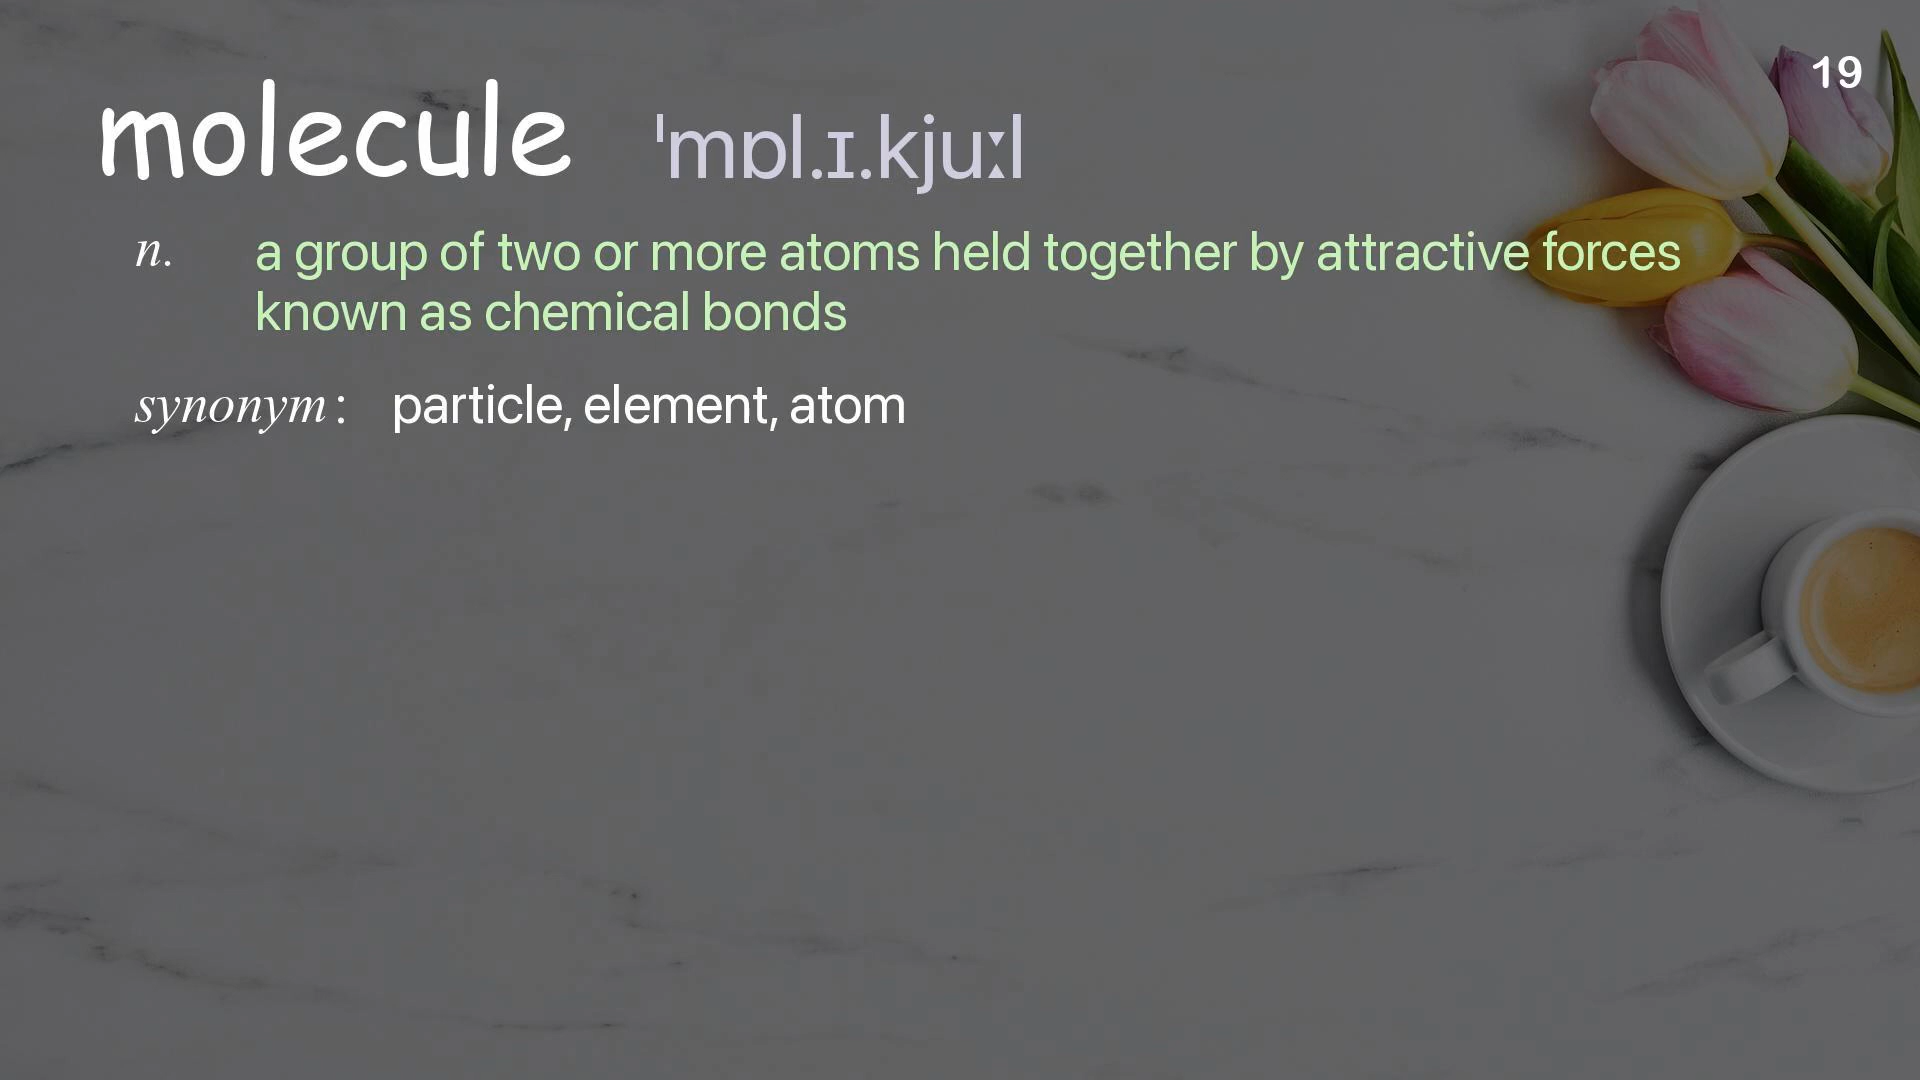 19
molecule ˈmɒl.ɪ.kjuːl
n. a group of two or more atoms held together by attractive forces
known as chemical bonds
synonym : particle, element, atom